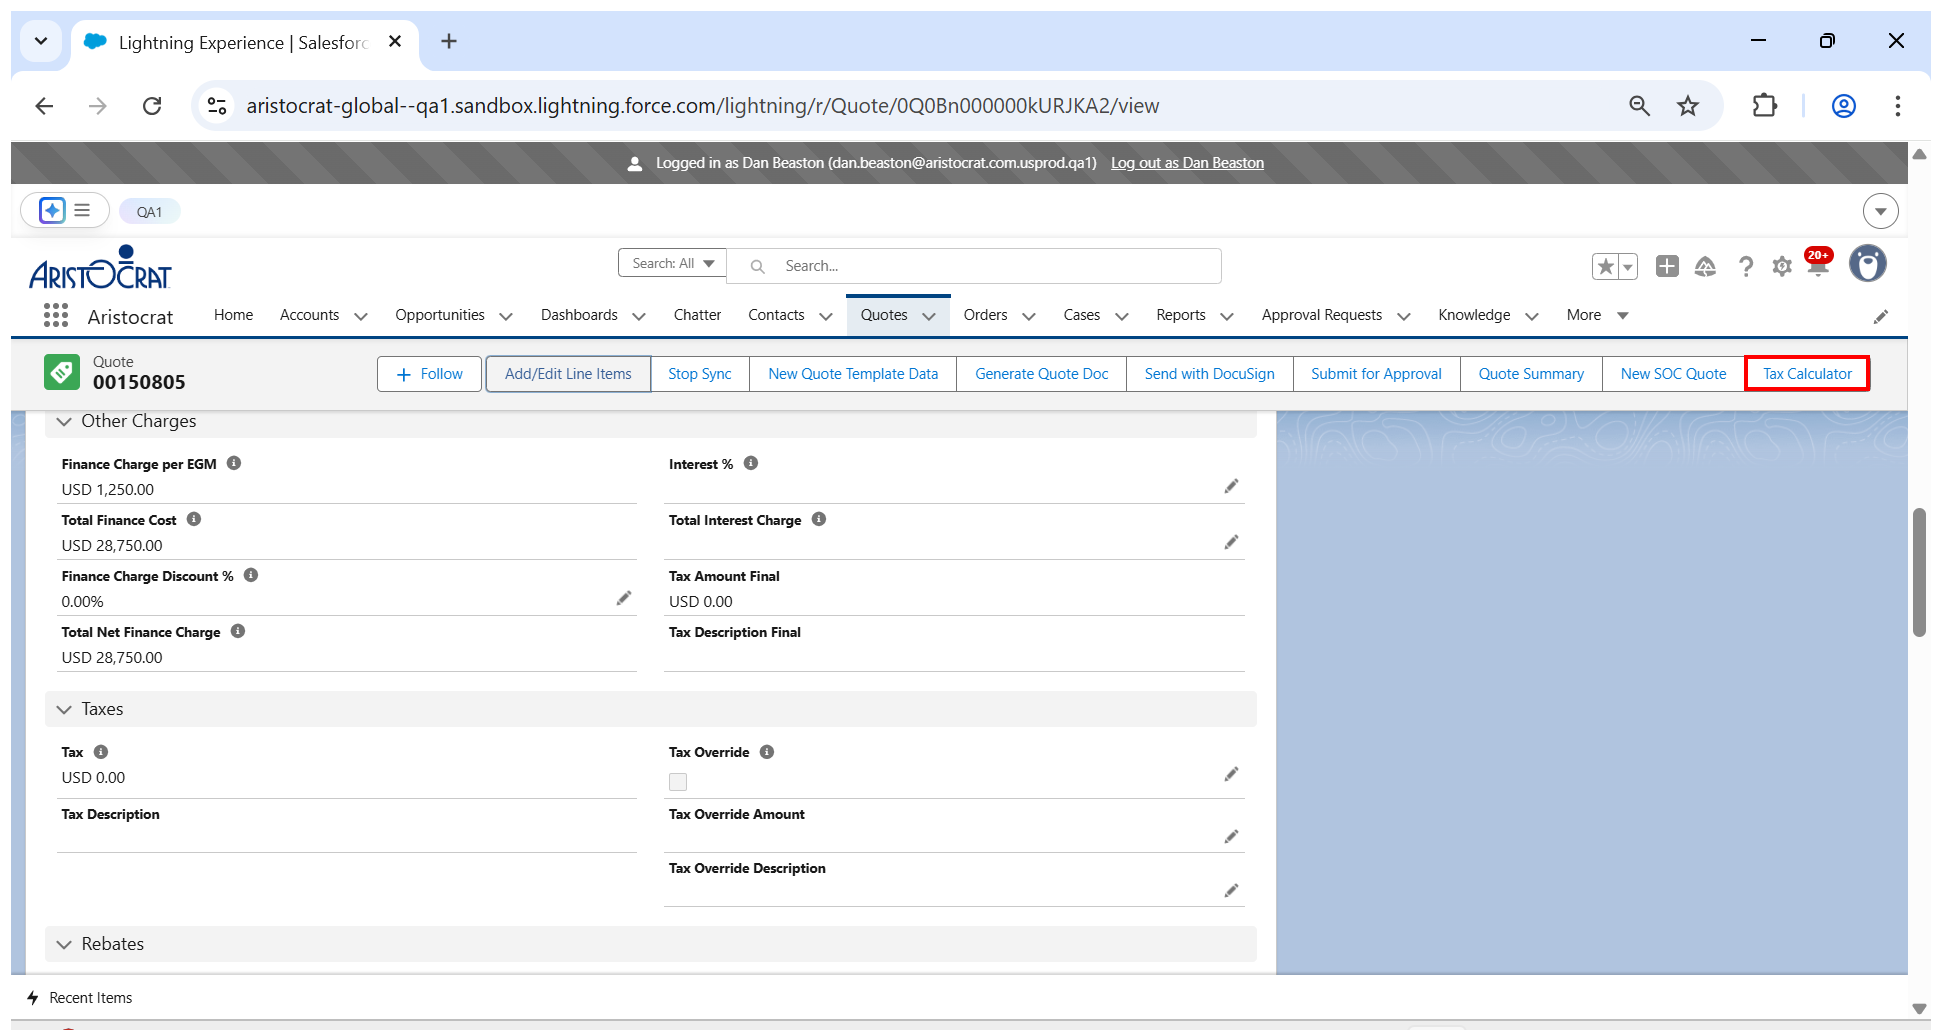 Lightning Experience | Salesforc
aristocrat-global--qa1.sandbox.lightning.force.com/lightning/r/Quote/0Q0Bn000000kURJKA2/view
Logged in as Dan Beaston (dan.beaston@aristocrat.com.usprod.qa1) Log out as Dan Beaston
QA1
ARISTOCRAT
Search: All Search...
20+
Aristocrat Home Accounts Opportunities Dashboards Chatter Contacts Quotes Orders Cases Reports Approval Requests Knowledge More
Quote
00150805
Follow Add/Edit Line Items Stop Sync New Quote Template Data Generate Quote Doc Send with DocuSign Submit for Approval Quote Summary New SOC Quote Tax Calculator
Other Charges
Finance Charge per EGM Interest %
USD 1,250.00
Total Finance Cost Total Interest Charge
USD 28,750.00
Finance Charge Discount % Tax Amount Final
0.00% USD 0.00
Total Net Finance Charge Tax Description Final
USD 28,750.00
Taxes
Tax Tax Override
USD 0.00
Tax Description Tax Override Amount
Tax Override Description
Rebates
Recent Items